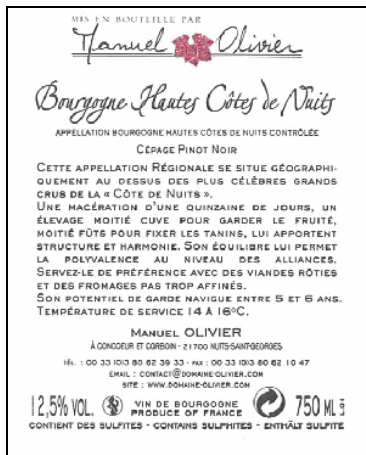 MIS EN BOUTEILLE PAR
Manuel Olivier
Bourgogne Hautes Côtes de Nuits
APPELLATION BOURGOGNE HAUTES CÔTES DE NUITS CONTRÔLÉE
CÉPAGE PINOT NOIR
CETTE APPELLATION RÉGIONALE SE SITUE GÉOGRAPHI-
QUEMENT AU DESSUS DES PLUS CÉLÈBRES GRANDS
CRUS DE LA « CÔTE DE NUITS ».
UNE MACÉRATION D'UNE QUINZAINE DE JOURS, UN
ÉLEVAGE MOITIÉ CUVE POUR GARDER LE FRUITÉ,
MOITIÉ FÛTS POUR FIXER LES TANINS, LUI APPORTENT
STRUCTURE ET HARMONIE. SON ÉQUILIBRE LUI PERMET
LA POLYVALENCE AU NIVEAU DES ALLIANCES.
SERVEZ-LE DE PRÉFÉRENCE AVEC DES VIANDES RÔTIES
ET DES FROMAGES PAS TROP AFFINÉS.
SON POTENTIEL DE GARDE NAVIGUE ENTRE 5 ET 6 ANS.
TEMPÉRATURE DE SERVICE 14 À 16°C.
MANUEL OLIVIER
À CONCOEUR ET CORBOIN - 21700 NUITS-SAINT-GEORGES
TÉL. : 00 33 (0)3 80 62 39 33 - FAX : 00 33 (0)3 80 62 10 47
EMAIL : CONTACT@DOMAINE-OLIVIER.COM
SITE : WWW.DOMAINE-OLIVIER.COM
12,5% VOL. VIN DE BOURGOGNE PRODUCE OF FRANCE 750 ML e
CONTIENT DES SULFITES - CONTAINS SULPHITES - ENTHÄLT SULFITE